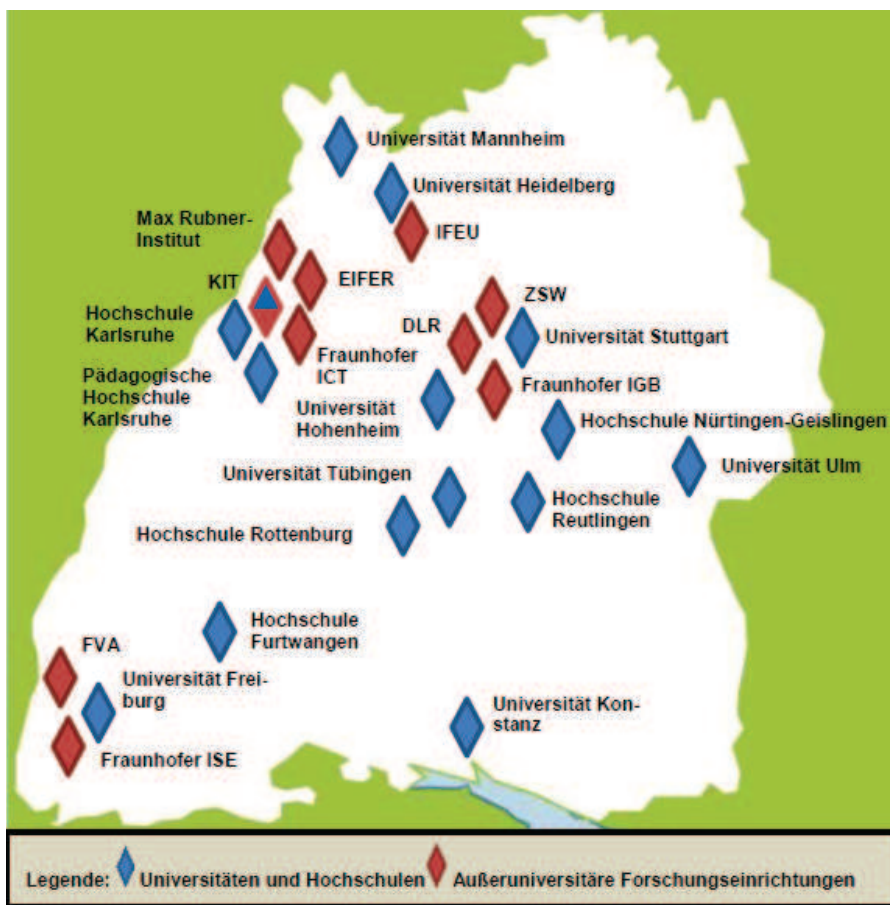 Universität Mannheim
Universität Heidelberg
Max Rubner-
Institut
IFEU
KIT
EIFER
ZSW
Hochschule
Karlsruhe
DLR
Universität Stuttgart
Fraunhofer
ICT
Pädagogische
Hochschule
Karlsruhe
Fraunhofer IGB
Universität
Hohenheim
Hochschule Nürtingen-Geislingen
Universität Tübingen
Universität Ulm
Hochschule
Reutlingen
Hochschule Rottenburg
Hochschule
Furtwangen
FVA
Universität Frei-
burg
Universität Kon-
stanz
Fraunhofer ISE
Legende: Universitäten und Hochschulen Außeruniversitäre Forschungseinrichtungen